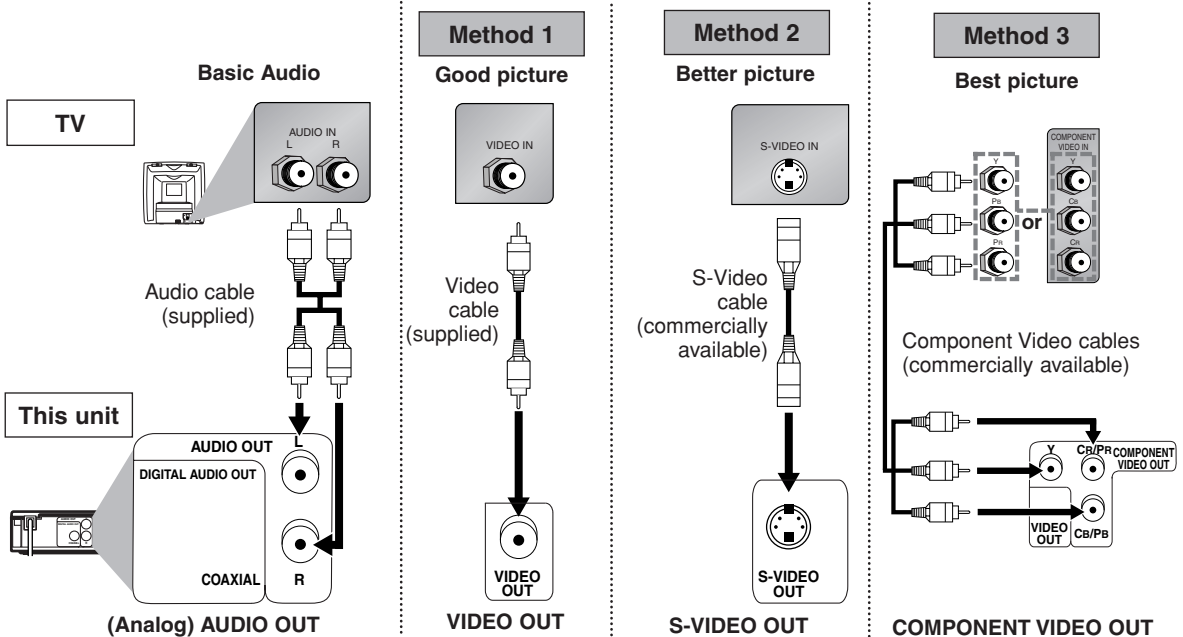 Basic Audio
TV
AUDIO IN
L R
Audio cable
(supplied)
This unit
AUDIO OUT
L
DIGITAL AUDIO OUT
COAXIAL
R
(Analog) AUDIO OUT
Method 1
Good picture
VIDEO IN
Video
cable
(supplied)
VIDEO
OUT
VIDEO OUT
Method 2
Better picture
S-VIDEO IN
S-Video
cable
(commercially
available)
S-VIDEO
OUT
S-VIDEO OUT
Method 3
Best picture
Y
PB
PR
or
COMPONENT
VIDEO IN
Y
CB
CR
Component Video cables
(commercially available)
Y
CR/PR
COMPONENT
VIDEO OUT
VIDEO
OUT
CB/PB
COMPONENT VIDEO OUT